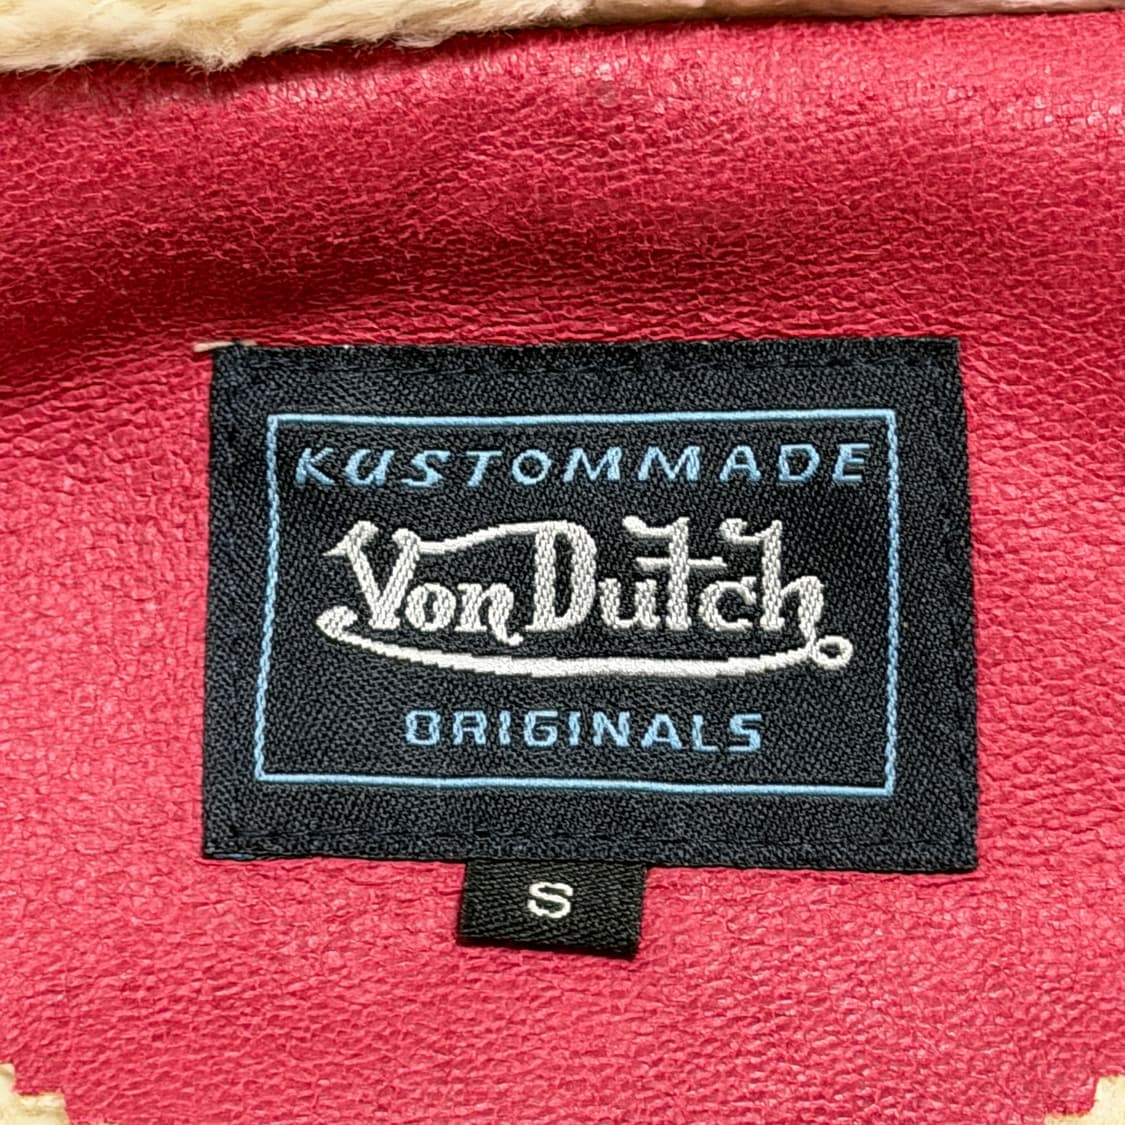 KUSTOMMADE
Von Dutch
ORIGINALS
S